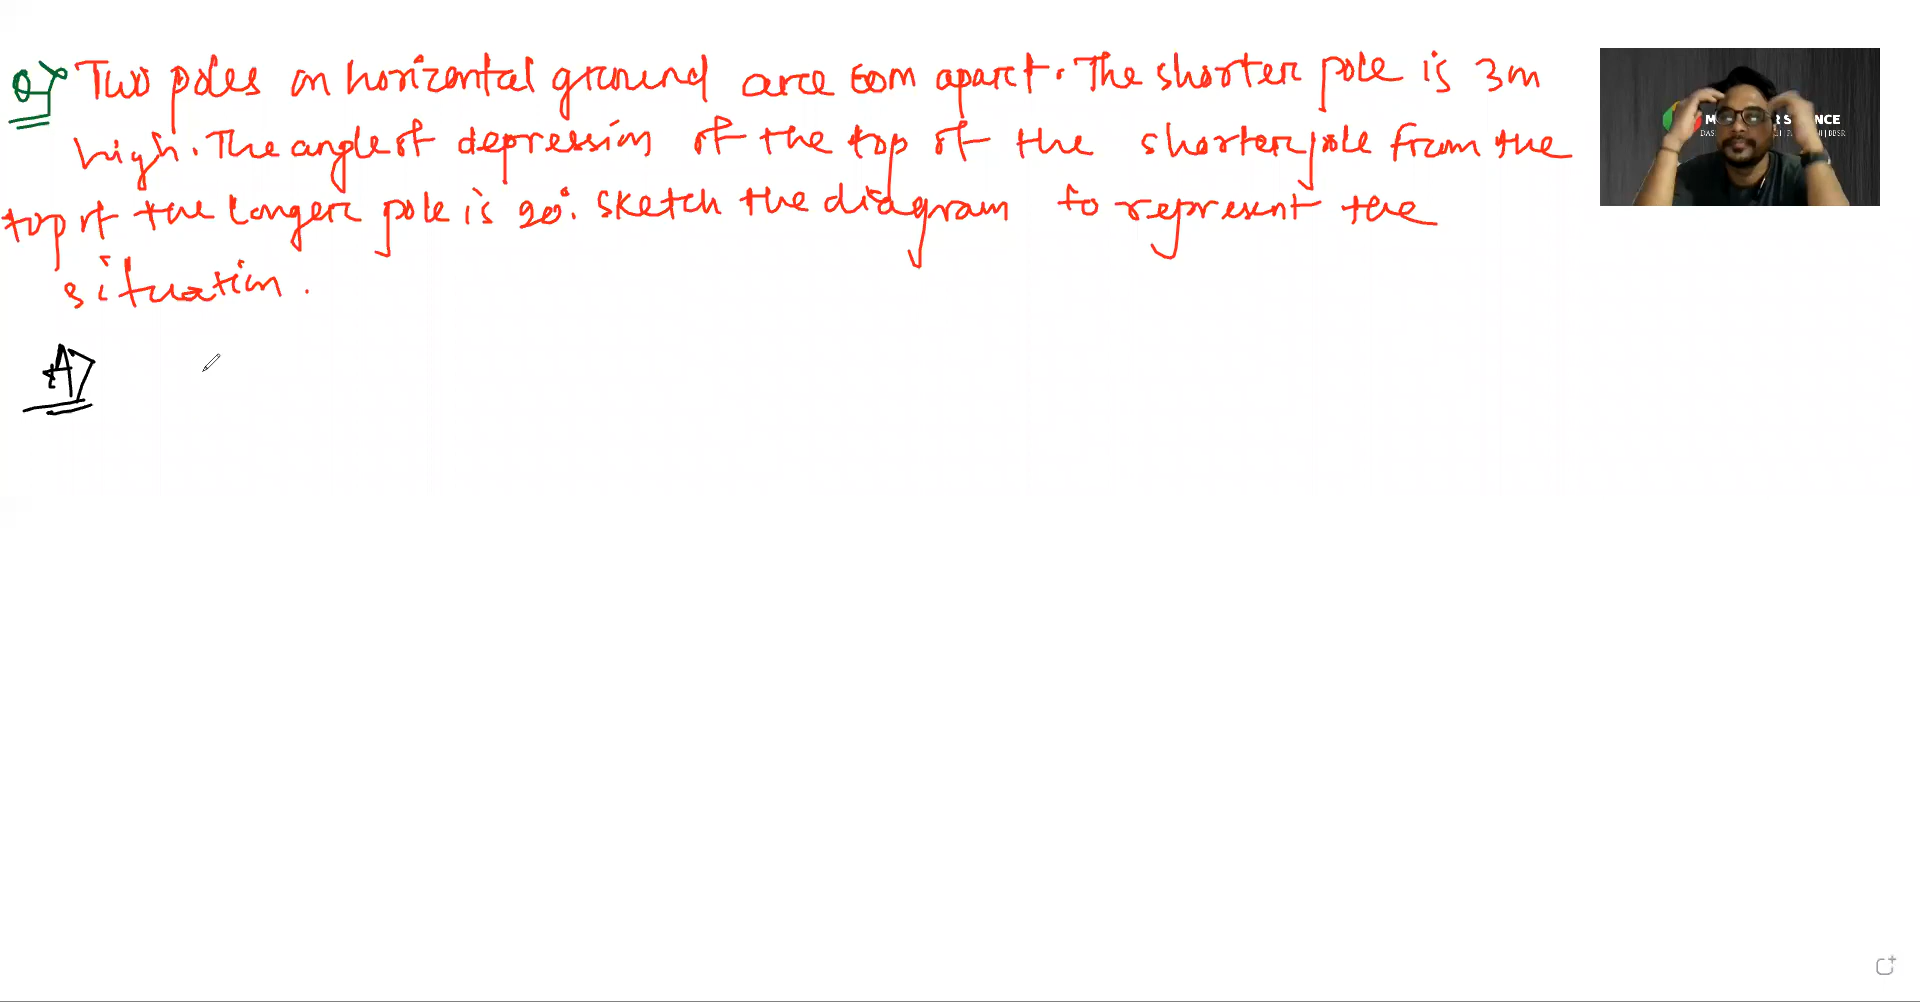 Q> Two poles on horizontal ground are 60m apart. The shorter pole is 3m
high. The angle of depression of the top of the shorter pole from the
top of the longer pole is 20°. sketch the diagram to represent the
situation.
A>